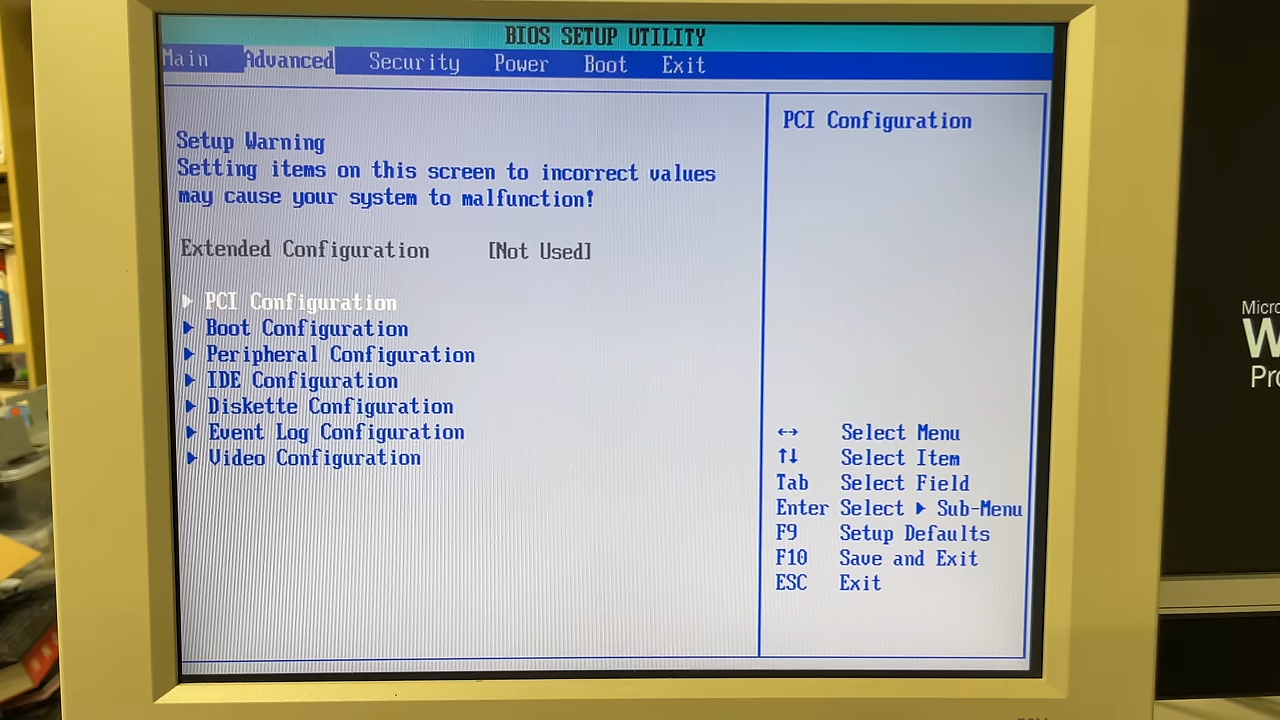 BIOS SETUP UTILITY
Main Advanced Security Power Boot Exit
Setup Warning
Setting items on this screen to incorrect values
may cause your system to malfunction!
Extended Configuration [Not Used]
PCI Configuration
Boot Configuration
Peripheral Configuration
IDE Configuration
Diskette Configuration
Event Log Configuration
Video Configuration
PCI Configuration
↔ Select Menu
↑↓ Select Item
Tab Select Field
Enter Select ► Sub-Menu
F9 Setup Defaults
F10 Save and Exit
ESC Exit
Micro
W
Pro